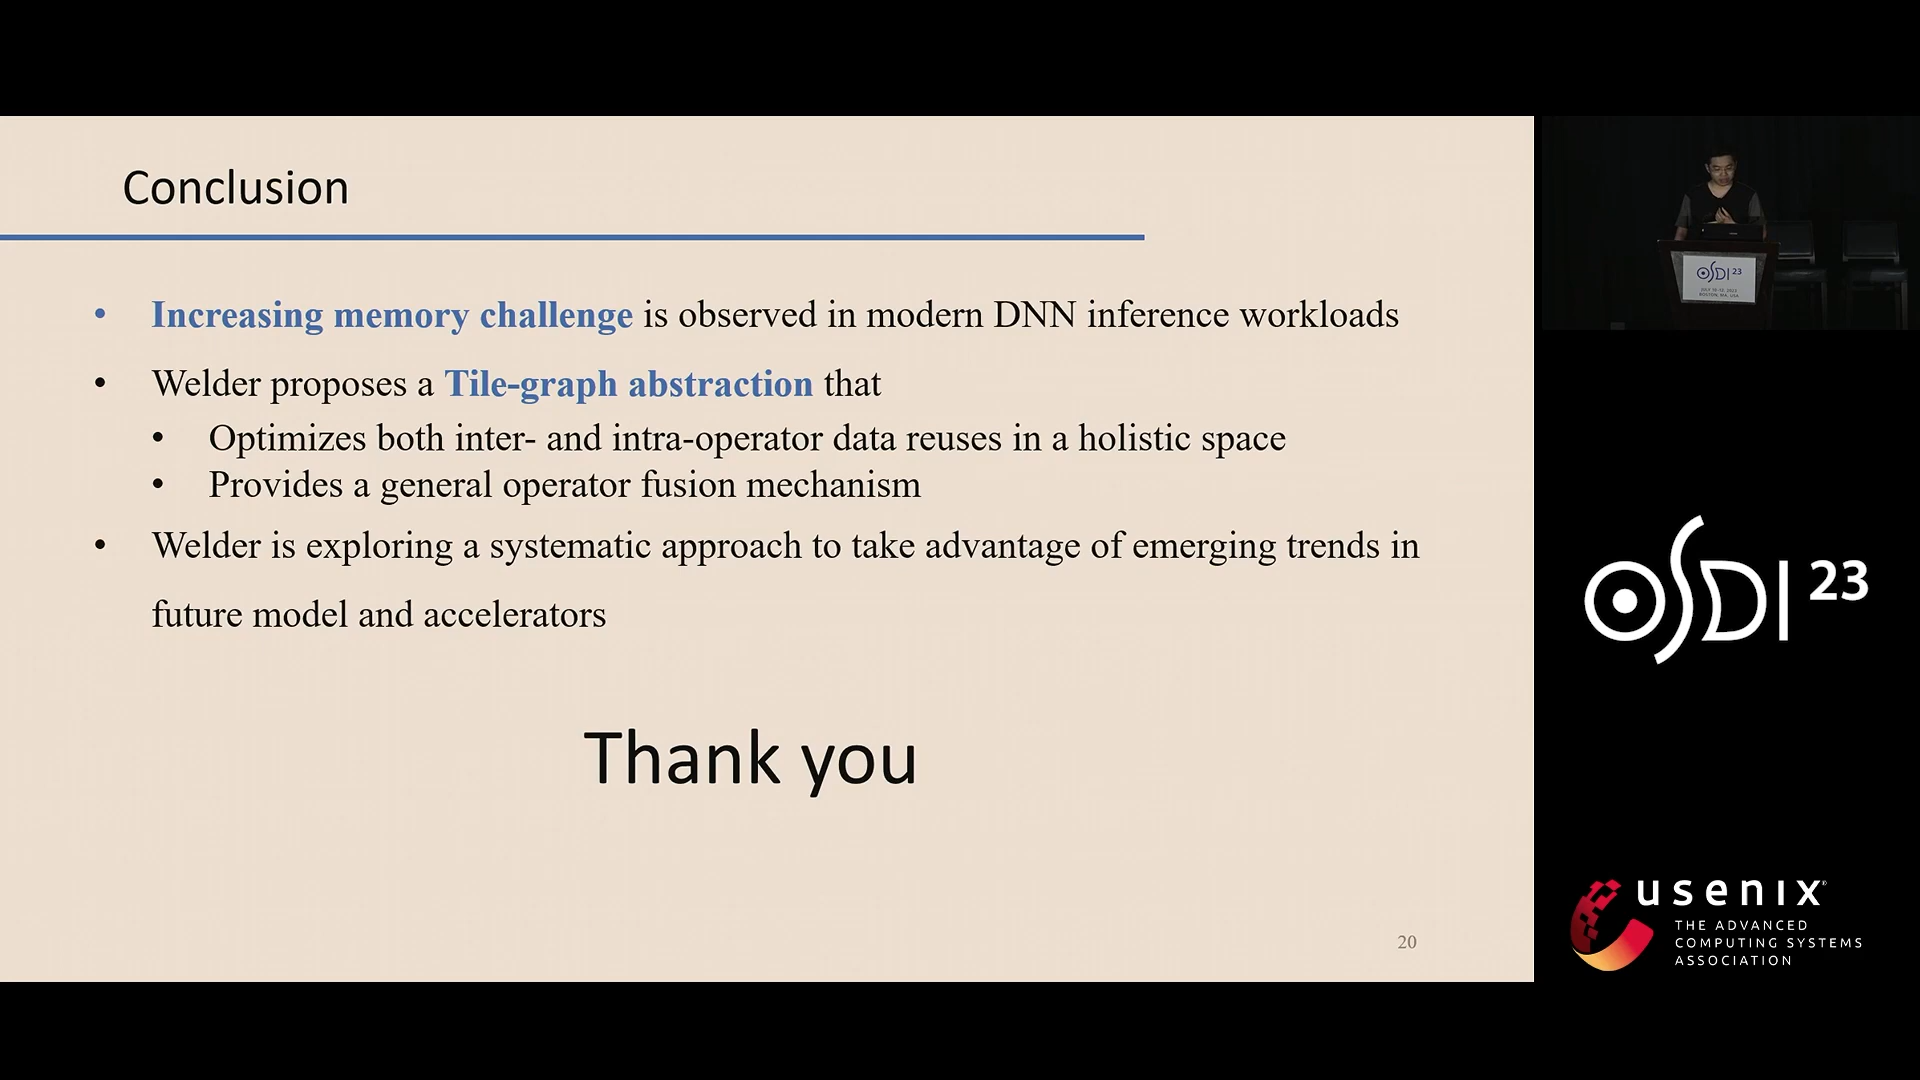 Conclusion
• Increasing memory challenge is observed in modern DNN inference workloads
• Welder proposes a Tile-graph abstraction that
• Optimizes both inter- and intra-operator data reuses in a holistic space
• Provides a general operator fusion mechanism
• Welder is exploring a systematic approach to take advantage of emerging trends in
future model and accelerators
Thank you
20
OSDI 23
OSDI 23
usenix®
THE ADVANCED
COMPUTING SYSTEMS
ASSOCIATION